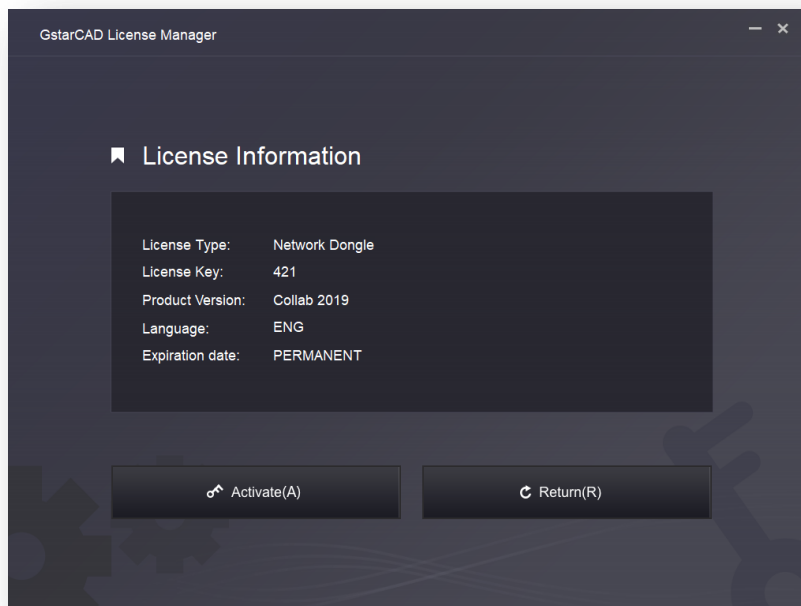 GstarCAD License Manager
License Information
License Type: Network Dongle
License Key: 421
Product Version: Collab 2019
Language: ENG
Expiration date: PERMANENT
Activate(A)
Return(R)